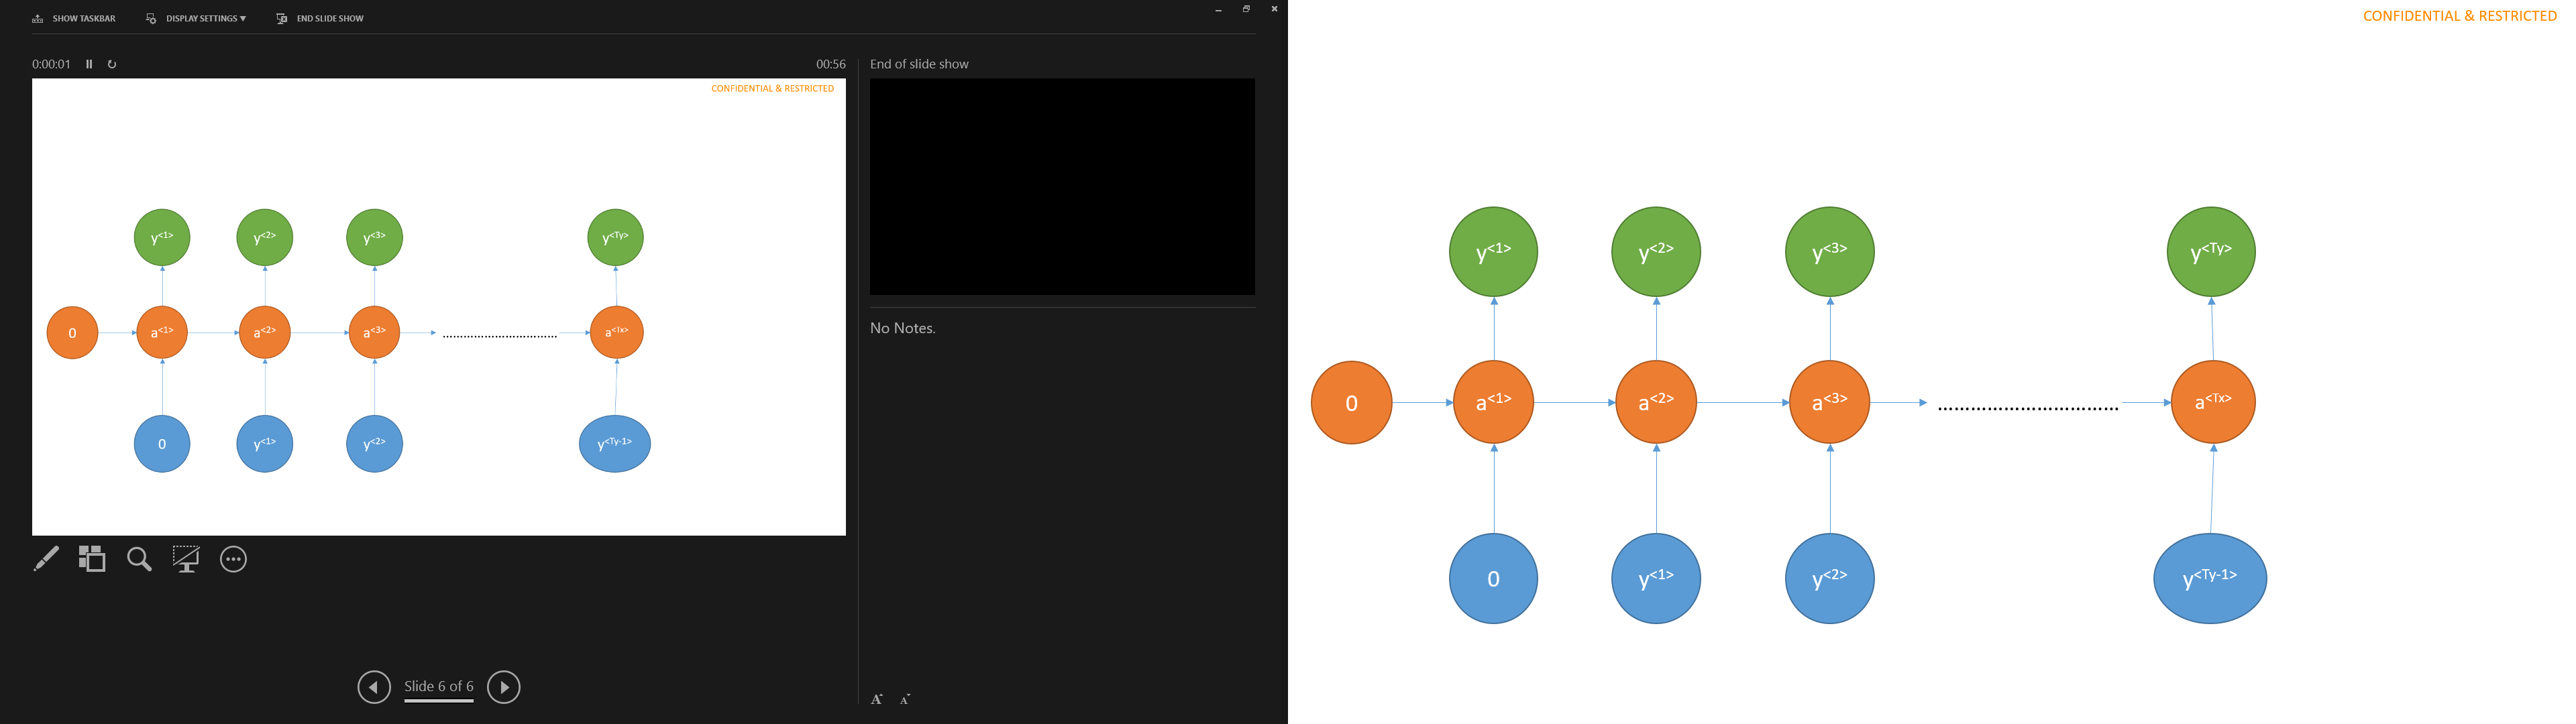 SHOW TASKBAR DISPLAY SETTINGS ▼ END SLIDE SHOW
0:00:01 00:56
CONFIDENTIAL & RESTRICTED
y<1> y<2> y<3> y<Ty>
0 a<1> a<2> a<3> ................................ a<Tx>
0 y<1> y<2> y<Ty-1>
Slide 6 of 6
End of slide show
No Notes.
A A
CONFIDENTIAL & RESTRICTED
y<1> y<2> y<3> y<Ty>
0 a<1> a<2> a<3> ................................ a<Tx>
0 y<1> y<2> y<Ty-1>